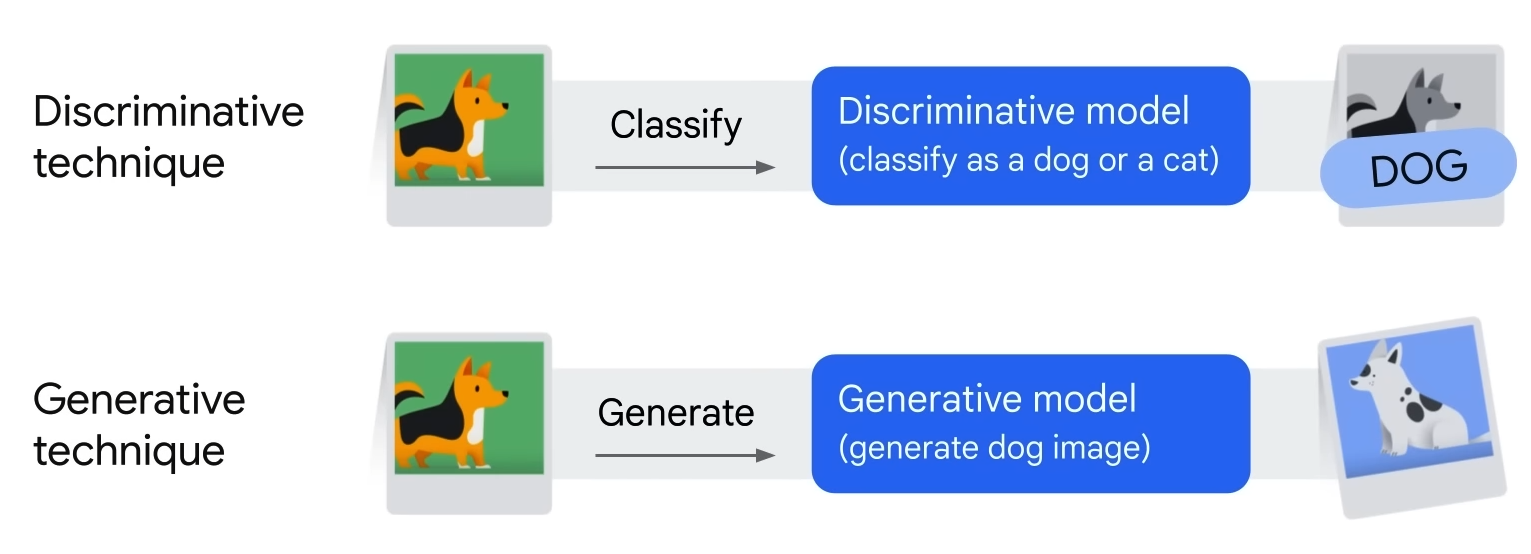 Discriminative
technique
Classify
Discriminative model
(classify as a dog or a cat)
DOG
Generative
technique
Generate
Generative model
(generate dog image)